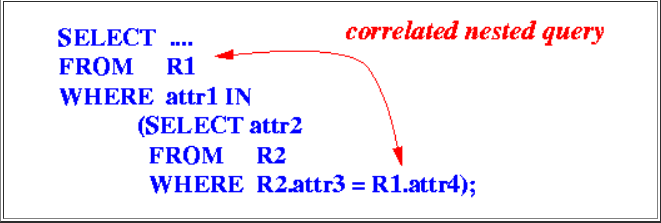 correlated nested query
SELECT ....
FROM R1
WHERE attr1 IN
(SELECT attr2
FROM R2
WHERE R2.attr3 = R1.attr4);